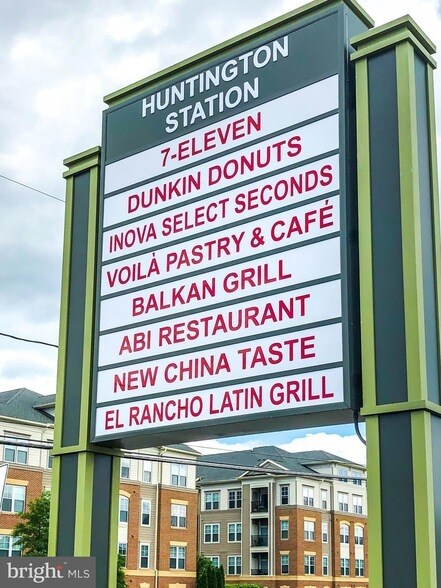 HUNTINGTON
STATION
7-ELEVEN
DUNKIN DONUTS
INOVA SELECT SECONDS
VOILÀ PASTRY & CAFÉ
BALKAN GRILL
ABI RESTAURANT
NEW CHINA TASTE
EL RANCHO LATIN GRILL
bright MLS